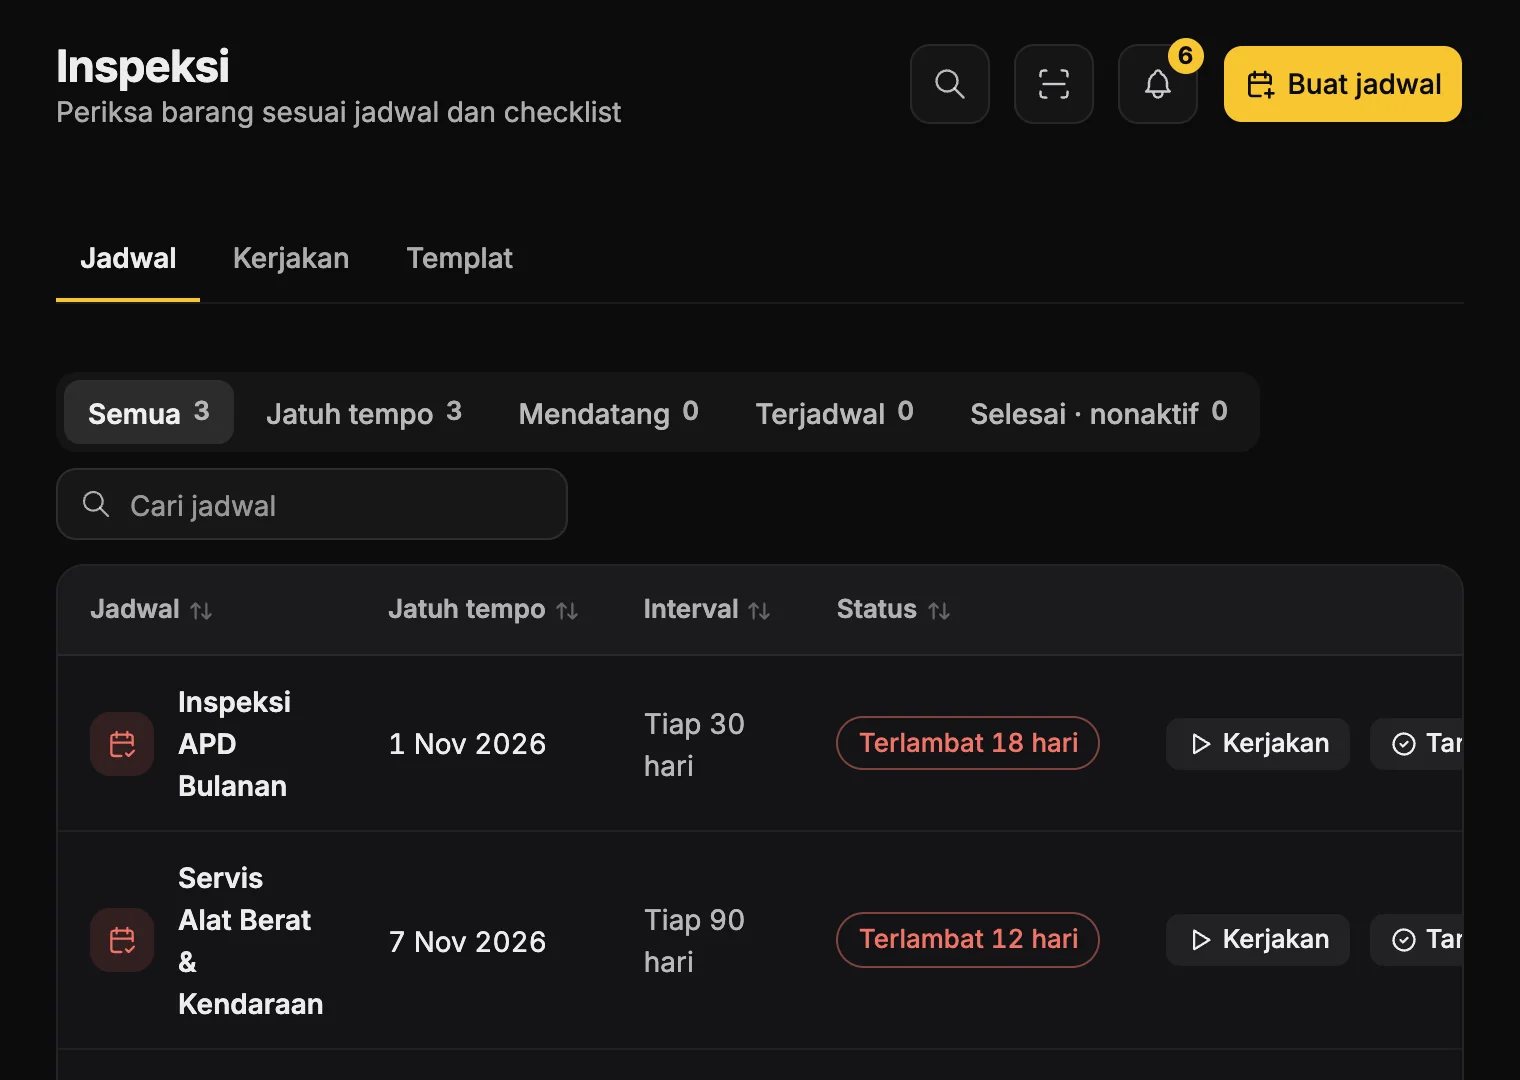 Inspeksi
Periksa barang sesuai jadwal dan checklist
6
Buat jadwal
Jadwal
Kerjakan
Templat
Semua 3
Jatuh tempo 3
Mendatang 0
Terjadwal 0
Selesai · nonaktif 0
Cari jadwal
Jadwal
Jatuh tempo
Interval
Status
Inspeksi
APD
Bulanan
1 Nov 2026
Tiap 30
hari
Terlambat 18 hari
Kerjakan
Servis
Alat Berat
&
Kendaraan
7 Nov 2026
Tiap 90
hari
Terlambat 12 hari
Kerjakan